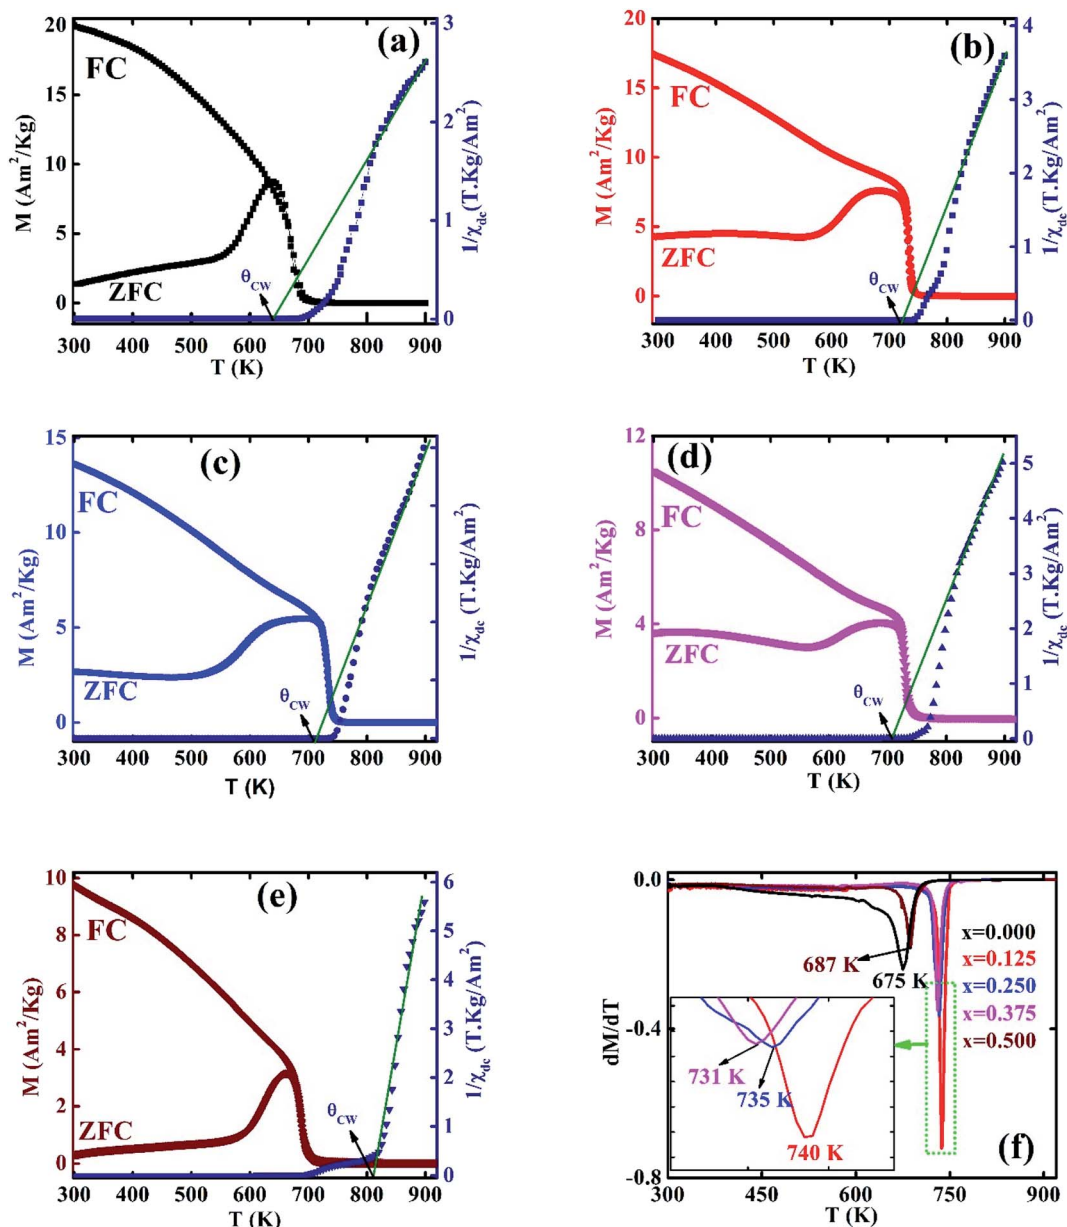 (a)
FC
ZFC
θCW
M (Am²/Kg)
20
15
10
5
0
1/χdc(T.Kg/Am²)
3
2
1
0
300 400 500 600 700 800 900
T (K)
(b)
FC
ZFC
θCW
M (Am²/Kg)
20
15
10
5
0
1/χdc(T.Kg/Am²)
4
3
2
1
0
300 400 500 600 700 800 900
T (K)
(c)
FC
ZFC
θCW
M (Am²/Kg)
15
10
5
0
1/χdc (T.Kg/Am²)
300 400 500 600 700 800 900
T (K)
(d)
FC
ZFC
θCW
M (Am²/Kg)
12
8
4
0
1/χdc (T.Kg/Am²)
5
4
3
2
1
0
300 400 500 600 700 800 900
T (K)
(e)
FC
ZFC
θCW
M (Am²/Kg)
10
8
6
4
2
0
1/χdc (T.Kg/Am²)
6
5
4
3
2
1
0
300 400 500 600 700 800 900
T (K)
(f)
dM/dT
0.0
-0.4
-0.8
x=0.000
x=0.125
x=0.250
x=0.375
x=0.500
687 K
675 K
731 K
735 K
740 K
300 450 600 750 900
T (K)